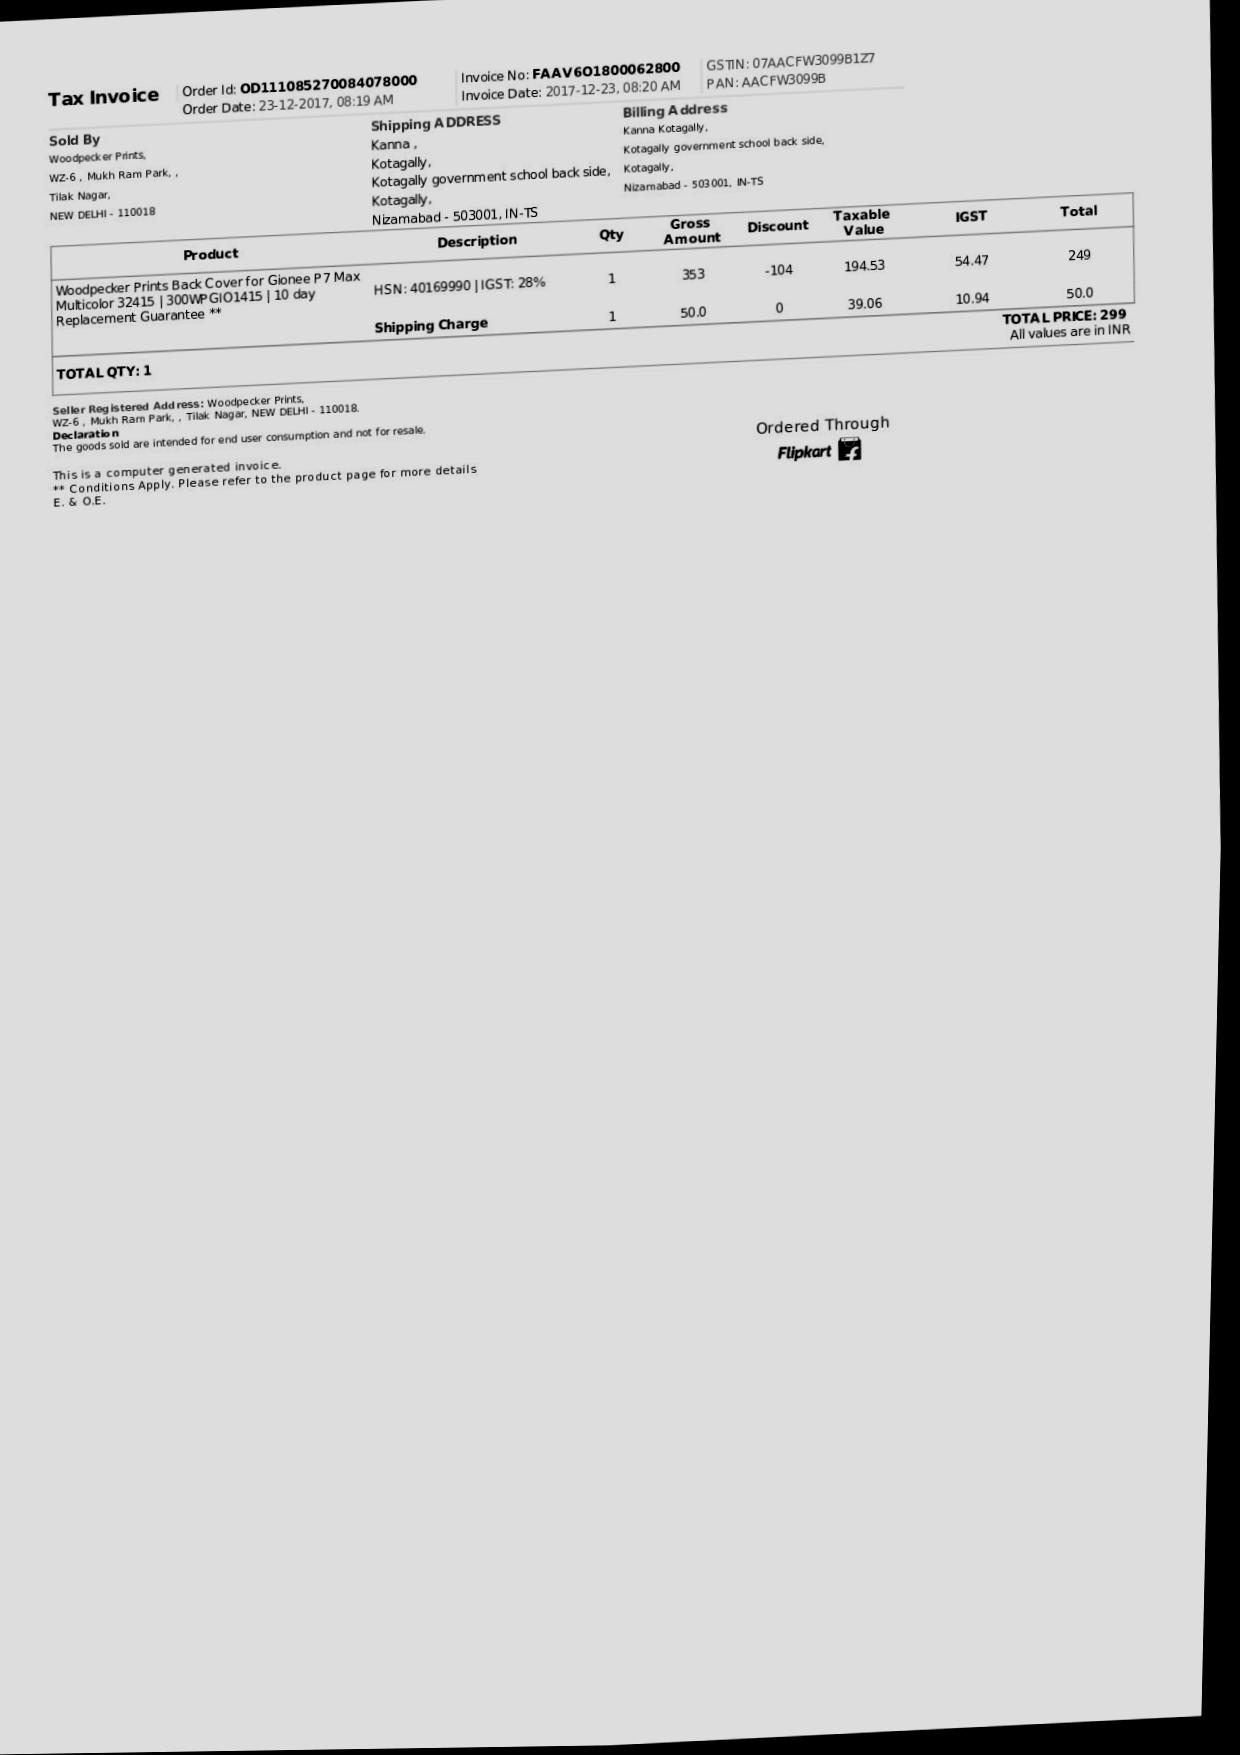 Tax Invoice
Order Id: OD111085270084078000
Order Date: 23-12-2017, 08:19 AM
Invoice No: FAAV6O1800062800
Invoice Date: 2017-12-23, 08:20 AM
GSTIN: 07AACFW3099B1Z7
PAN: AACFW3099B
Sold By
Woodpecker Prints,
WZ-6 , Mukh Ram Park, ,
Tilak Nagar,
NEW DELHI - 110018
Shipping ADDRESS
Kanna ,
Kotagally,
Kotagally government school back side,
Kotagally,
Nizamabad - 503001, IN-TS
Billing Address
Kanna Kotagally,
Kotagally government school back side,
Kotagally,
Nizamabad - 503001, IN-TS
Product Description Qty Gross Amount Discount Taxable Value IGST Total
Woodpecker Prints Back Cover for Gionee P7 Max
Multicolor 32415 | 300WPGIO1415 | 10 day
Replacement Guarantee **
HSN: 40169990 | IGST: 28% 1 353 -104 194.53 54.47 249
Shipping Charge 1 50.0 0 39.06 10.94 50.0
TOTAL QTY: 1
TOTAL PRICE: 299
All values are in INR
Seller Registered Address: Woodpecker Prints,
WZ-6 , Mukh Ram Park, , Tilak Nagar, NEW DELHI - 110018.
Declaration
The goods sold are intended for end user consumption and not for resale.
This is a computer generated invoice.
** Conditions Apply. Please refer to the product page for more details
E. & O.E.
Ordered Through
Flipkart